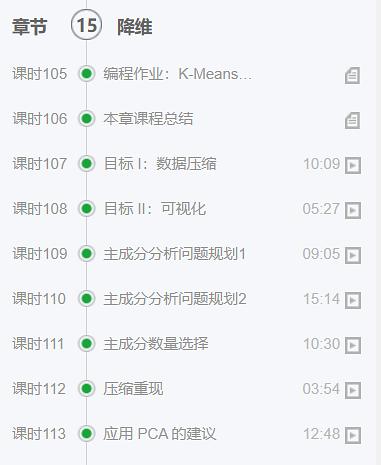 章节 15 降维
课时105 编程作业：K-Means…
课时106 本章课程总结
课时107 目标 I：数据压缩 10:09
课时108 目标 II：可视化 05:27
课时109 主成分分析问题规划1 09:05
课时110 主成分分析问题规划2 15:14
课时111 主成分数量选择 10:30
课时112 压缩重现 03:54
课时113 应用 PCA 的建议 12:48